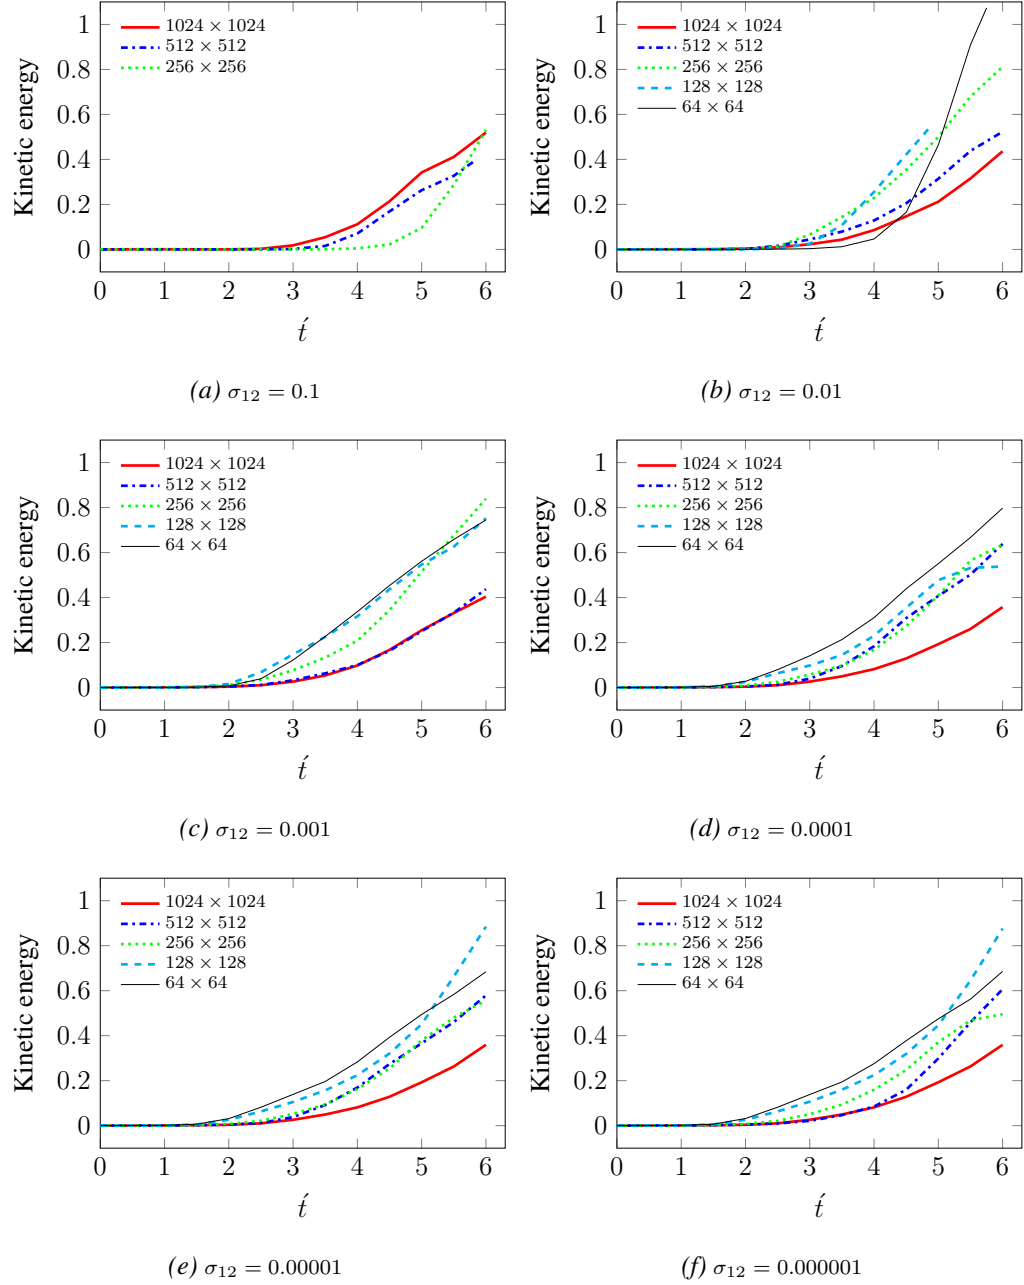 Kinetic energy
1
0.8
0.6
0.4
0.2
0
1024 × 1024
512 × 512
256 × 256
0 1 2 3 4 5 6
t́
(a) σ₁₂ = 0.1
Kinetic energy
1
0.8
0.6
0.4
0.2
0
1024 × 1024
512 × 512
256 × 256
128 × 128
64 × 64
0 1 2 3 4 5 6
t́
(b) σ₁₂ = 0.01
Kinetic energy
1
0.8
0.6
0.4
0.2
0
1024 × 1024
512 × 512
256 × 256
128 × 128
64 × 64
0 1 2 3 4 5 6
t́
(c) σ₁₂ = 0.001
Kinetic energy
1
0.8
0.6
0.4
0.2
0
1024 × 1024
512 × 512
256 × 256
128 × 128
64 × 64
0 1 2 3 4 5 6
t́
(d) σ₁₂ = 0.0001
Kinetic energy
1
0.8
0.6
0.4
0.2
0
1024 × 1024
512 × 512
256 × 256
128 × 128
64 × 64
0 1 2 3 4 5 6
t́
(e) σ₁₂ = 0.00001
Kinetic energy
1
0.8
0.6
0.4
0.2
0
1024 × 1024
512 × 512
256 × 256
128 × 128
64 × 64
0 1 2 3 4 5 6
t́
(f) σ₁₂ = 0.000001